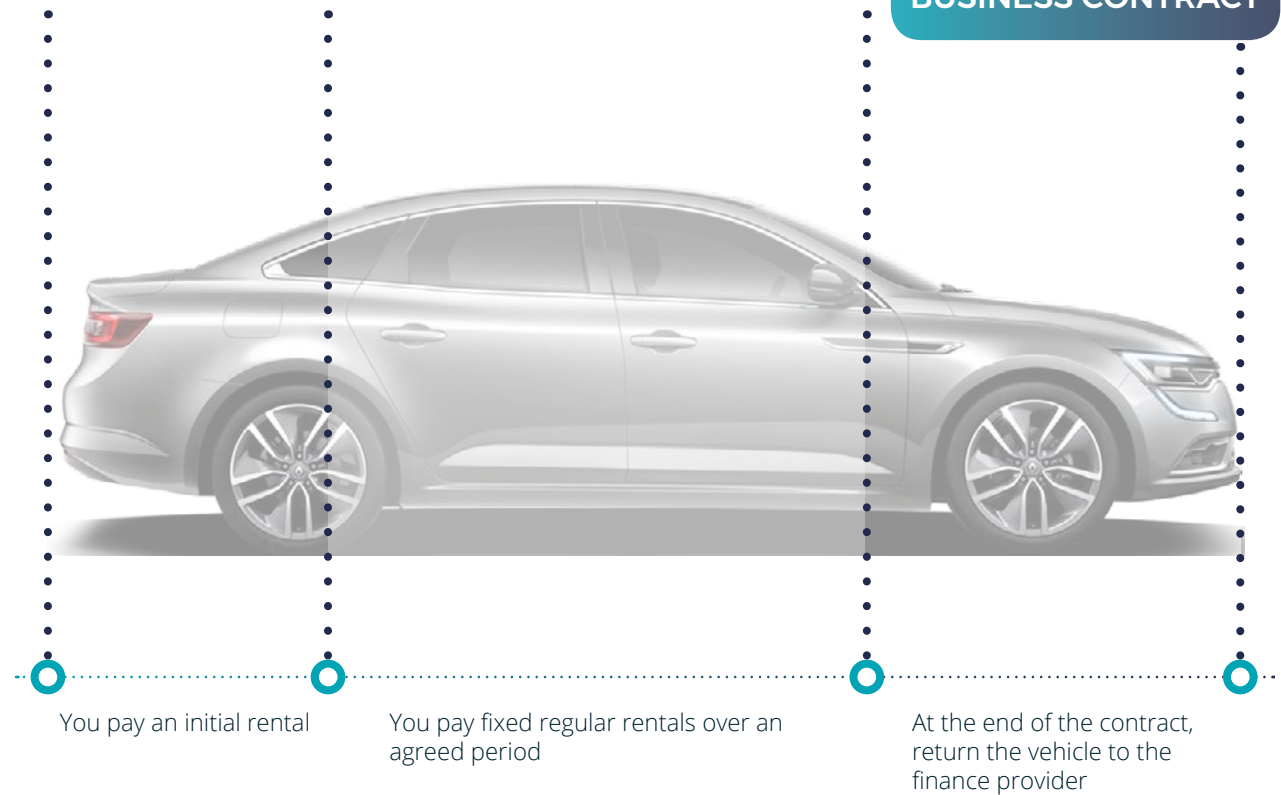 BUSINESS CONTRACT
You pay an initial rental
You pay fixed regular rentals over an
agreed period
At the end of the contract,
return the vehicle to the
finance provider